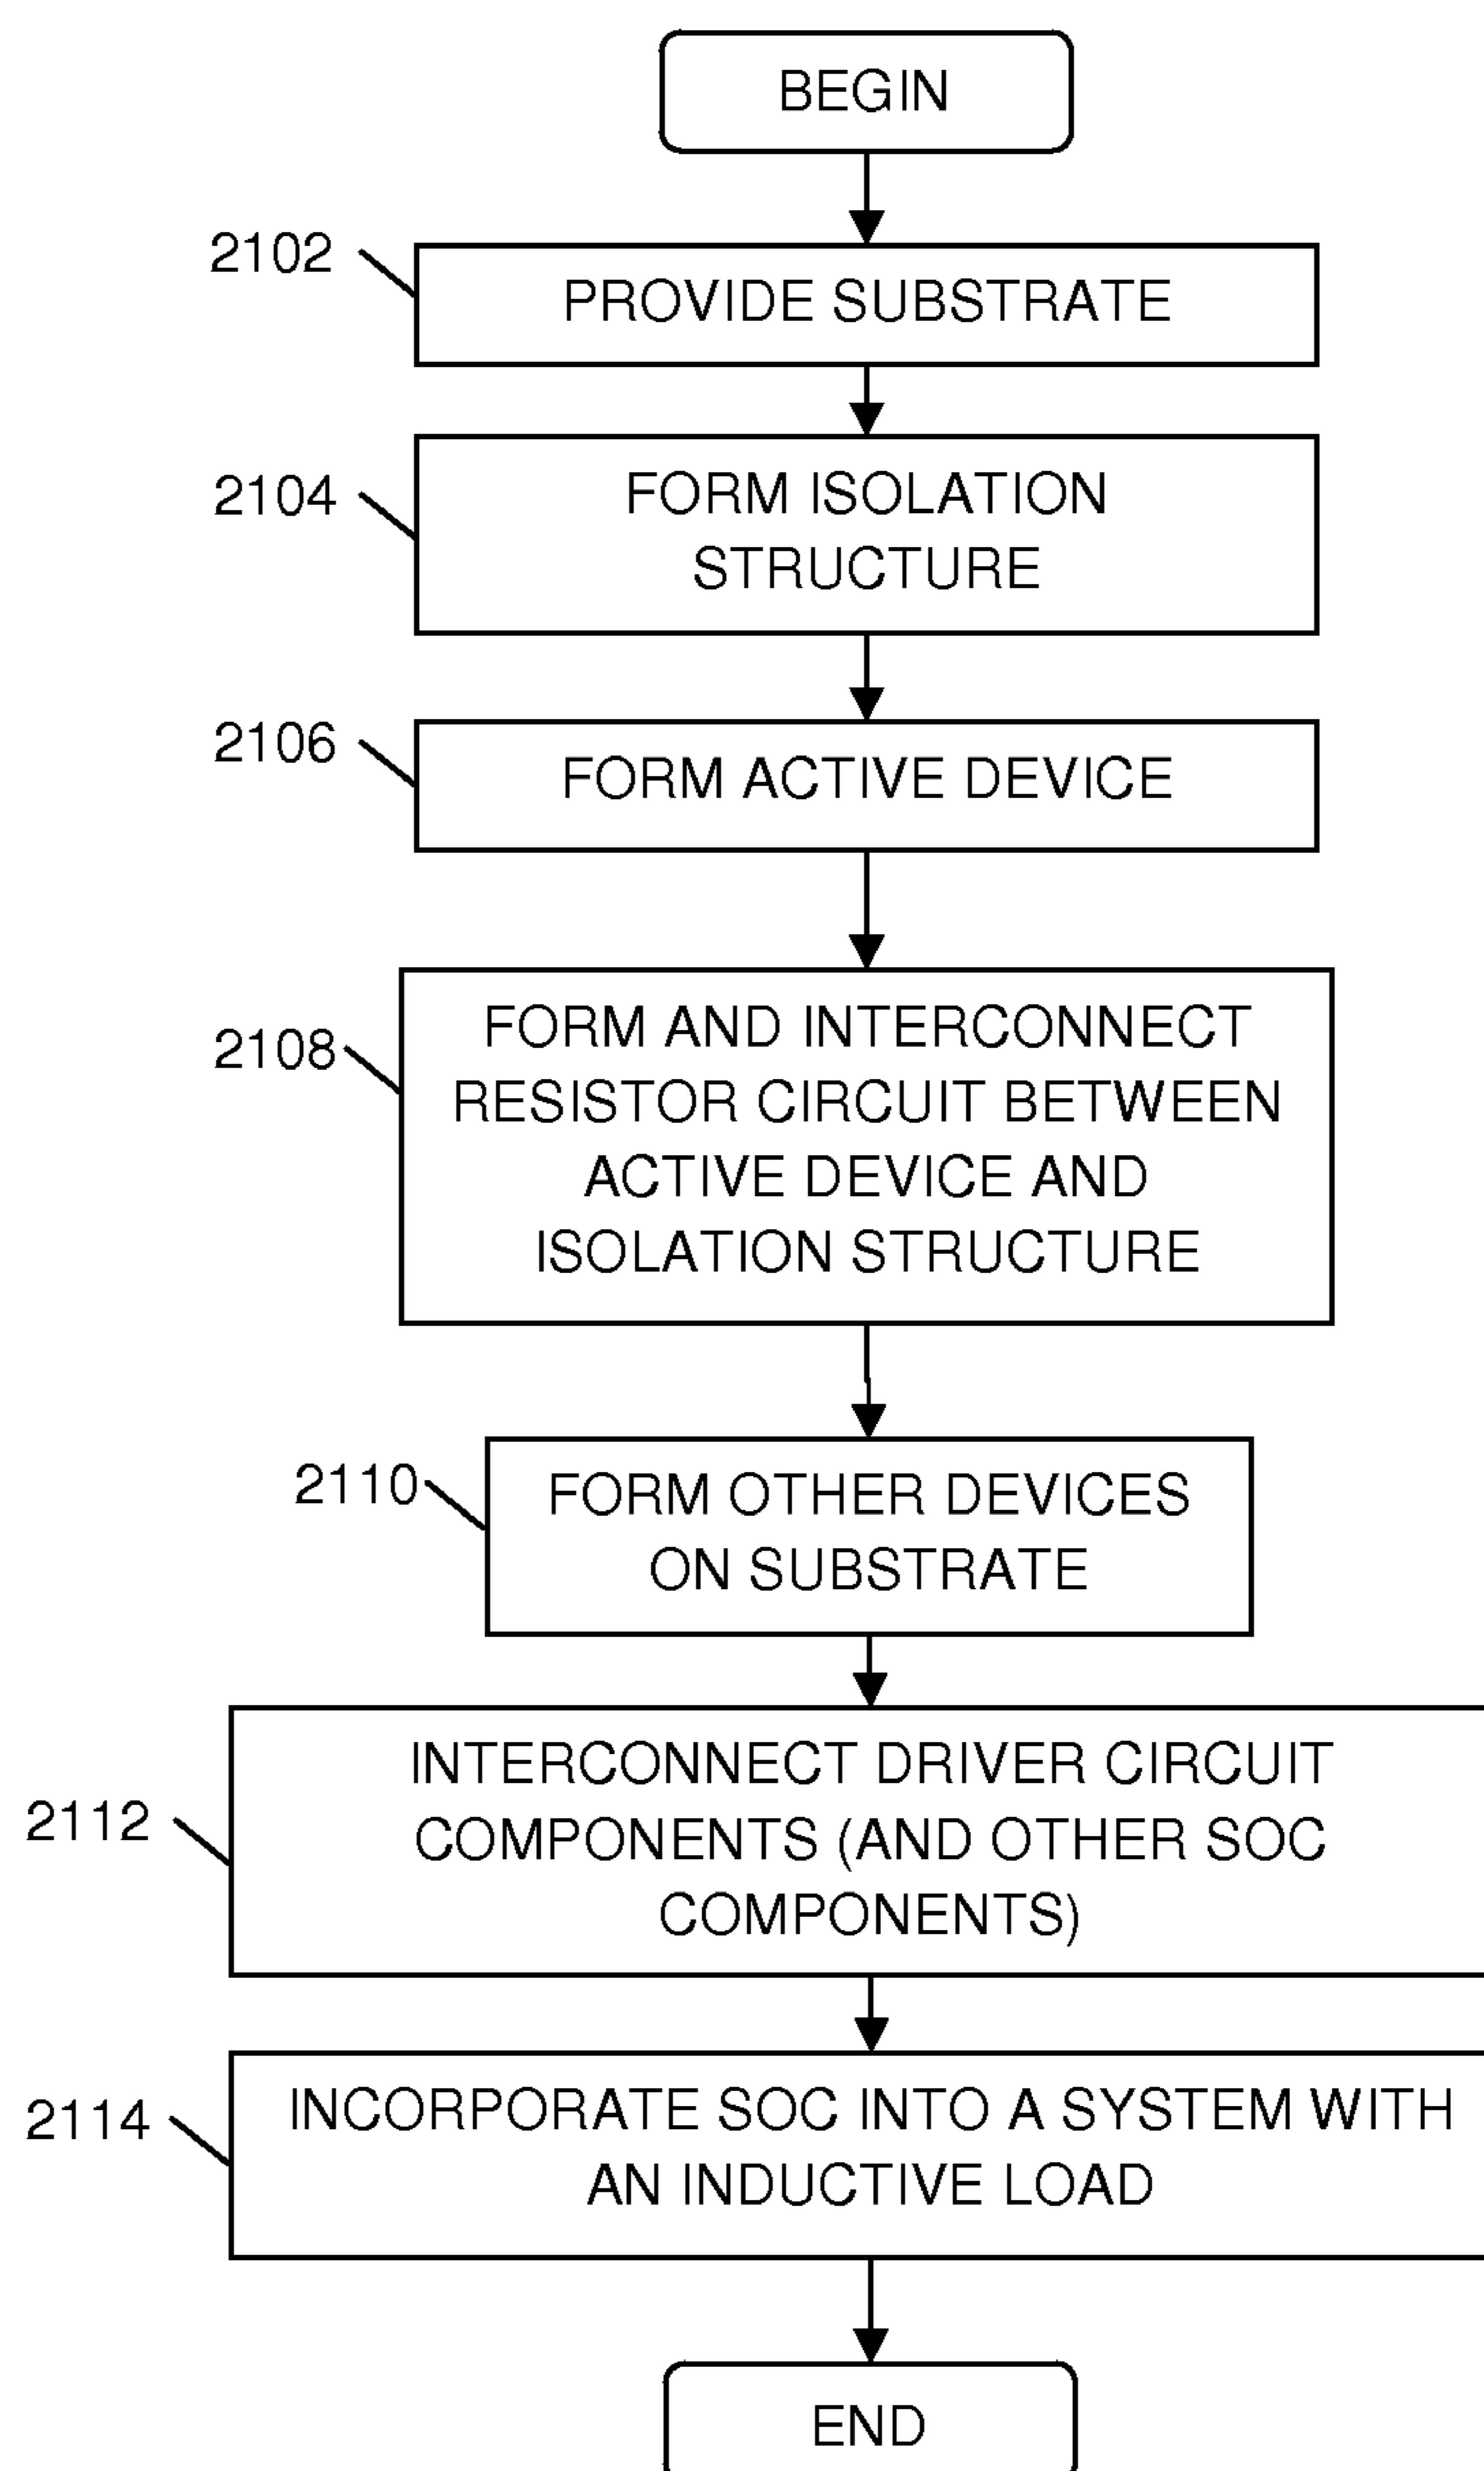 BEGIN
2102
PROVIDE SUBSTRATE
2104
FORM ISOLATION
STRUCTURE
2106
FORM ACTIVE DEVICE
2108
FORM AND INTERCONNECT
RESISTOR CIRCUIT BETWEEN
ACTIVE DEVICE AND
ISOLATION STRUCTURE
2110
FORM OTHER DEVICES
ON SUBSTRATE
2112
INTERCONNECT DRIVER CIRCUIT
COMPONENTS (AND OTHER SOC
COMPONENTS)
2114
INCORPORATE SOC INTO A SYSTEM WITH
AN INDUCTIVE LOAD
END